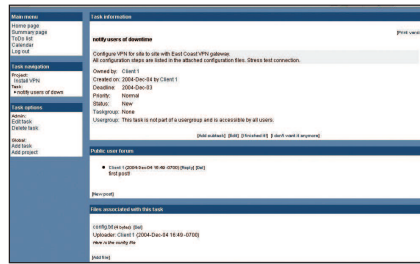 Main menu
Home page
Summary page
ToDo list
Calendar
Log out
Task navigation
Project:
Install VPN
Task:
notify users of down
Task options
Admin:
Edit task
Delete task
Global:
Add task
Add project
Task information
[Print versi
notify users of downtime
Configure VPN for site to site with East Coast VPN gateway.
All configuration steps are listed in the attached configuration files. Stress test connection.
Owned by: Client 1
Created on: 2004-Dec-04 by Client 1
Deadline: 2004-Dec-03
Priority: Normal
Status: New
Taskgroup: None
Usergroup: This task is not part of a usergroup and is accessible by all users.
[Add subtask] [Edit] [I finished it!] [I don't want it anymore]
Public user forum
Client 1 (2004-Dec-04 16:49 -0700) [Reply] [Del]
first post!!
[New post]
Files associated with this task
config.txt (4 bytes) [Del]
Uploader: Client 1 (2004-Dec-04 16:49 -0700)
Here is the config file
[Add file]